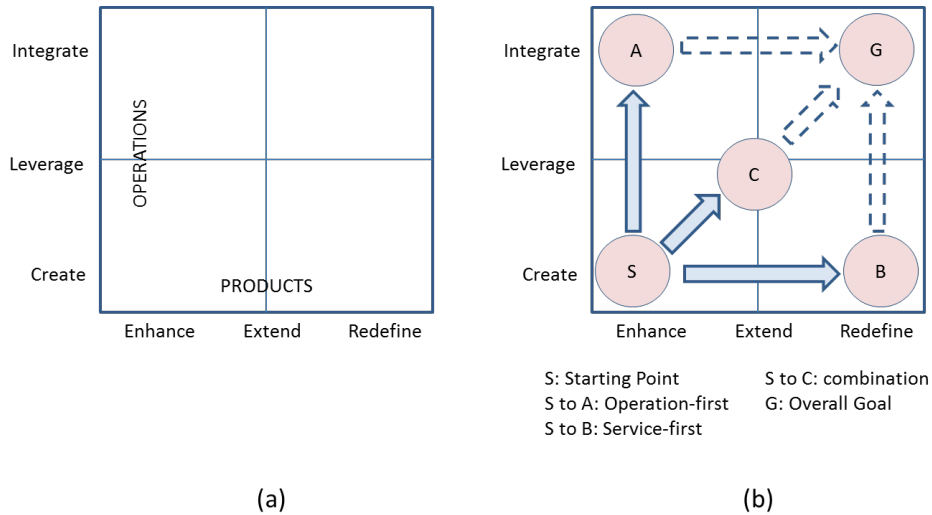 Integrate
Leverage
Create
OPERATIONS
PRODUCTS
Enhance Extend Redefine
(a)
Integrate
Leverage
Create
A
G
C
S
B
Enhance Extend Redefine
S: Starting Point S to C: combination
S to A: Operation-first G: Overall Goal
S to B: Service-first
(b)